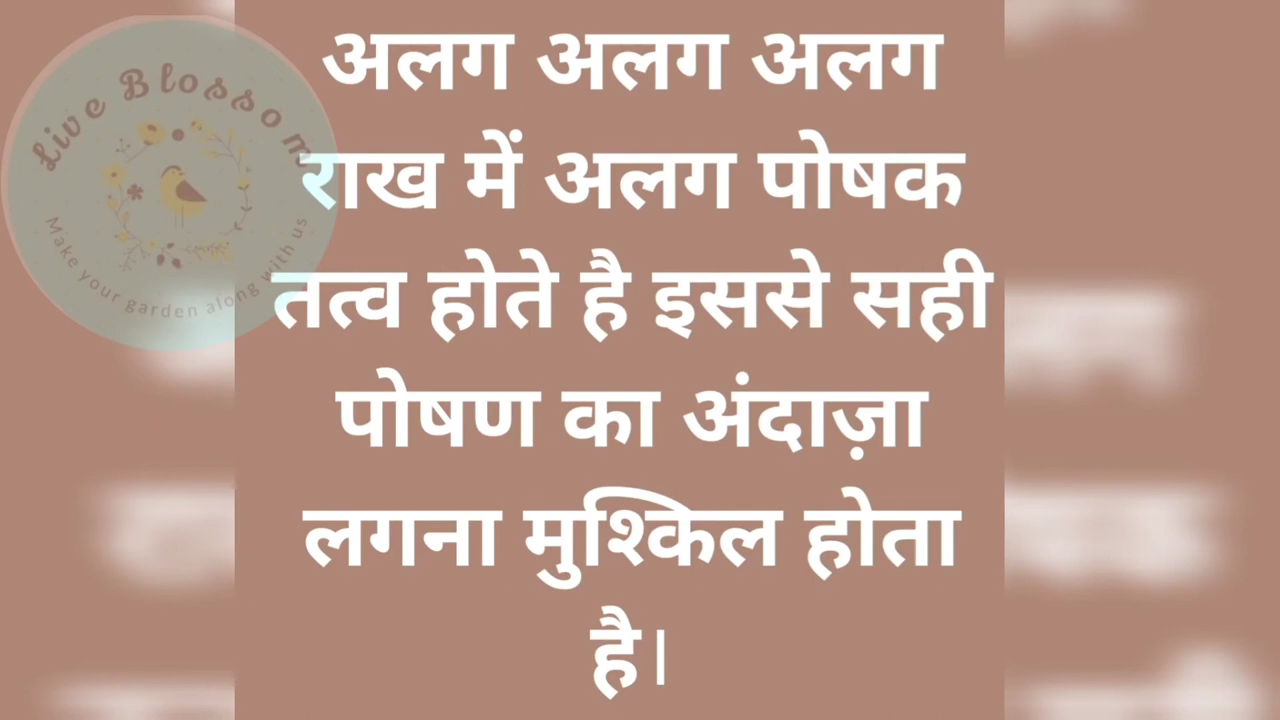 Live Blossom
Make your garden along with us
अलग अलग अलग
राख में अलग पोषक
तत्व होते है इससे सही
पोषण का अंदाज़ा
लगना मुश्किल होता
है।